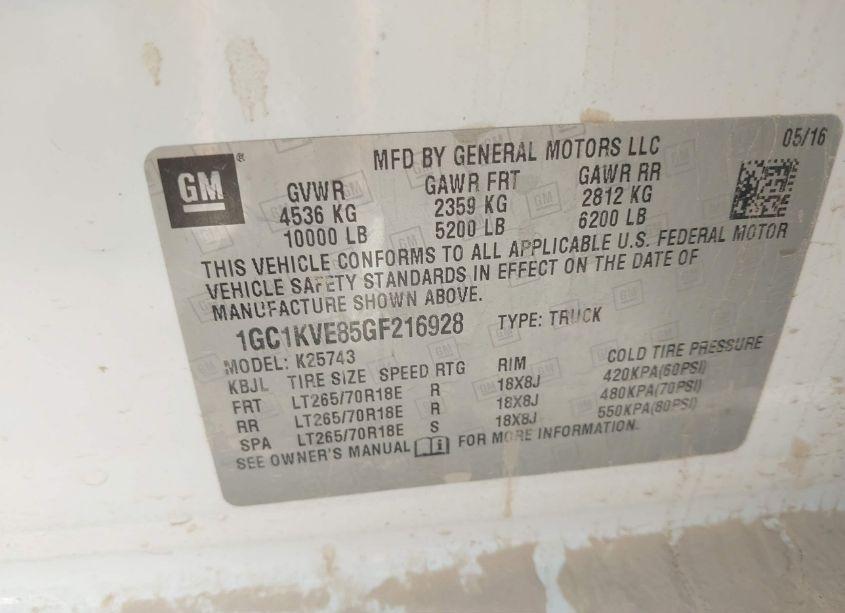 MFD BY GENERAL MOTORS LLC 05/16
GM ®
GVWR GAWR FRT GAWR RR
4536 KG 2359 KG 2812 KG
10000 LB 5200 LB 6200 LB
THIS VEHICLE CONFORMS TO ALL APPLICABLE U.S. FEDERAL MOTOR
VEHICLE SAFETY STANDARDS IN EFFECT ON THE DATE OF
MANUFACTURE SHOWN ABOVE.
1GC1KVE85GF216928 TYPE: TRUCK
MODEL: K25743
KBJL TIRE SIZE SPEED RTG RIM COLD TIRE PRESSURE
FRT LT265/70R18E R 18X8J 420KPA(60PSI)
RR LT265/70R18E R 18X8J 480KPA(70PSI)
SPA LT265/70R18E S 18X8J 550KPA(80PSI)
SEE OWNER'S MANUAL FOR MORE INFORMATION.